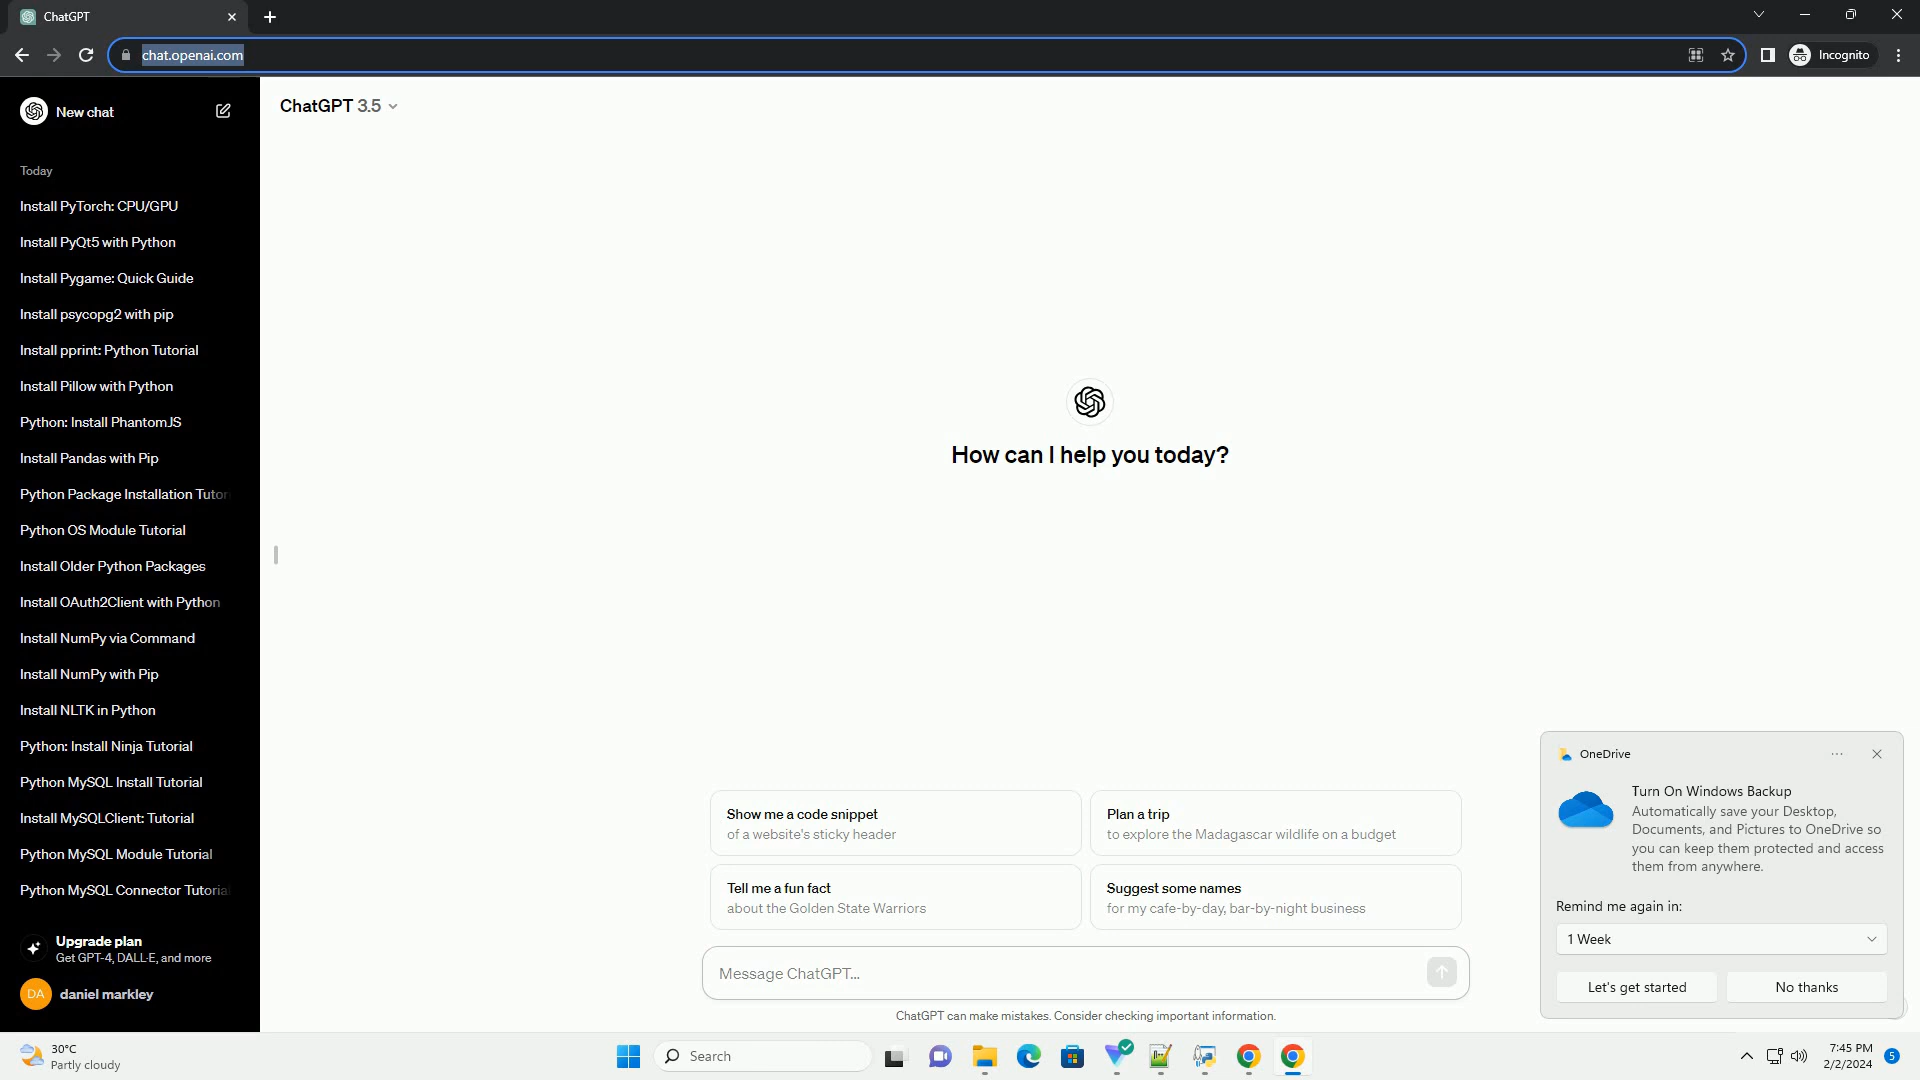 ChatGPT
chat.openai.com
Incognito
New chat
ChatGPT 3.5
Today
Install PyTorch: CPU/GPU
Install PyQt5 with Python
Install Pygame: Quick Guide
Install psycopg2 with pip
Install pprint: Python Tutorial
Install Pillow with Python
Python: Install PhantomJS
Install Pandas with Pip
Python Package Installation Tutor
Python OS Module Tutorial
Install Older Python Packages
Install OAuth2Client with Python
Install NumPy via Command
Install NumPy with Pip
Install NLTK in Python
Python: Install Ninja Tutorial
Python MySQL Install Tutorial
Install MySQLClient: Tutorial
Python MySQL Module Tutorial
Python MySQL Connector Tutorial
Upgrade plan
Get GPT-4, DALL·E, and more
DA
daniel markley
How can I help you today?
Show me a code snippet
of a website's sticky header
Plan a trip
to explore the Madagascar wildlife on a budget
Tell me a fun fact
about the Golden State Warriors
Suggest some names
for my cafe-by-day, bar-by-night business
Message ChatGPT...
ChatGPT can make mistakes. Consider checking important information.
OneDrive
Turn On Windows Backup
Automatically save your Desktop,
Documents, and Pictures to OneDrive so
you can keep them protected and access
them from anywhere.
Remind me again in:
1 Week
Let's get started
No thanks
30°C
Partly cloudy
Search
7:45 PM
2/2/2024
5